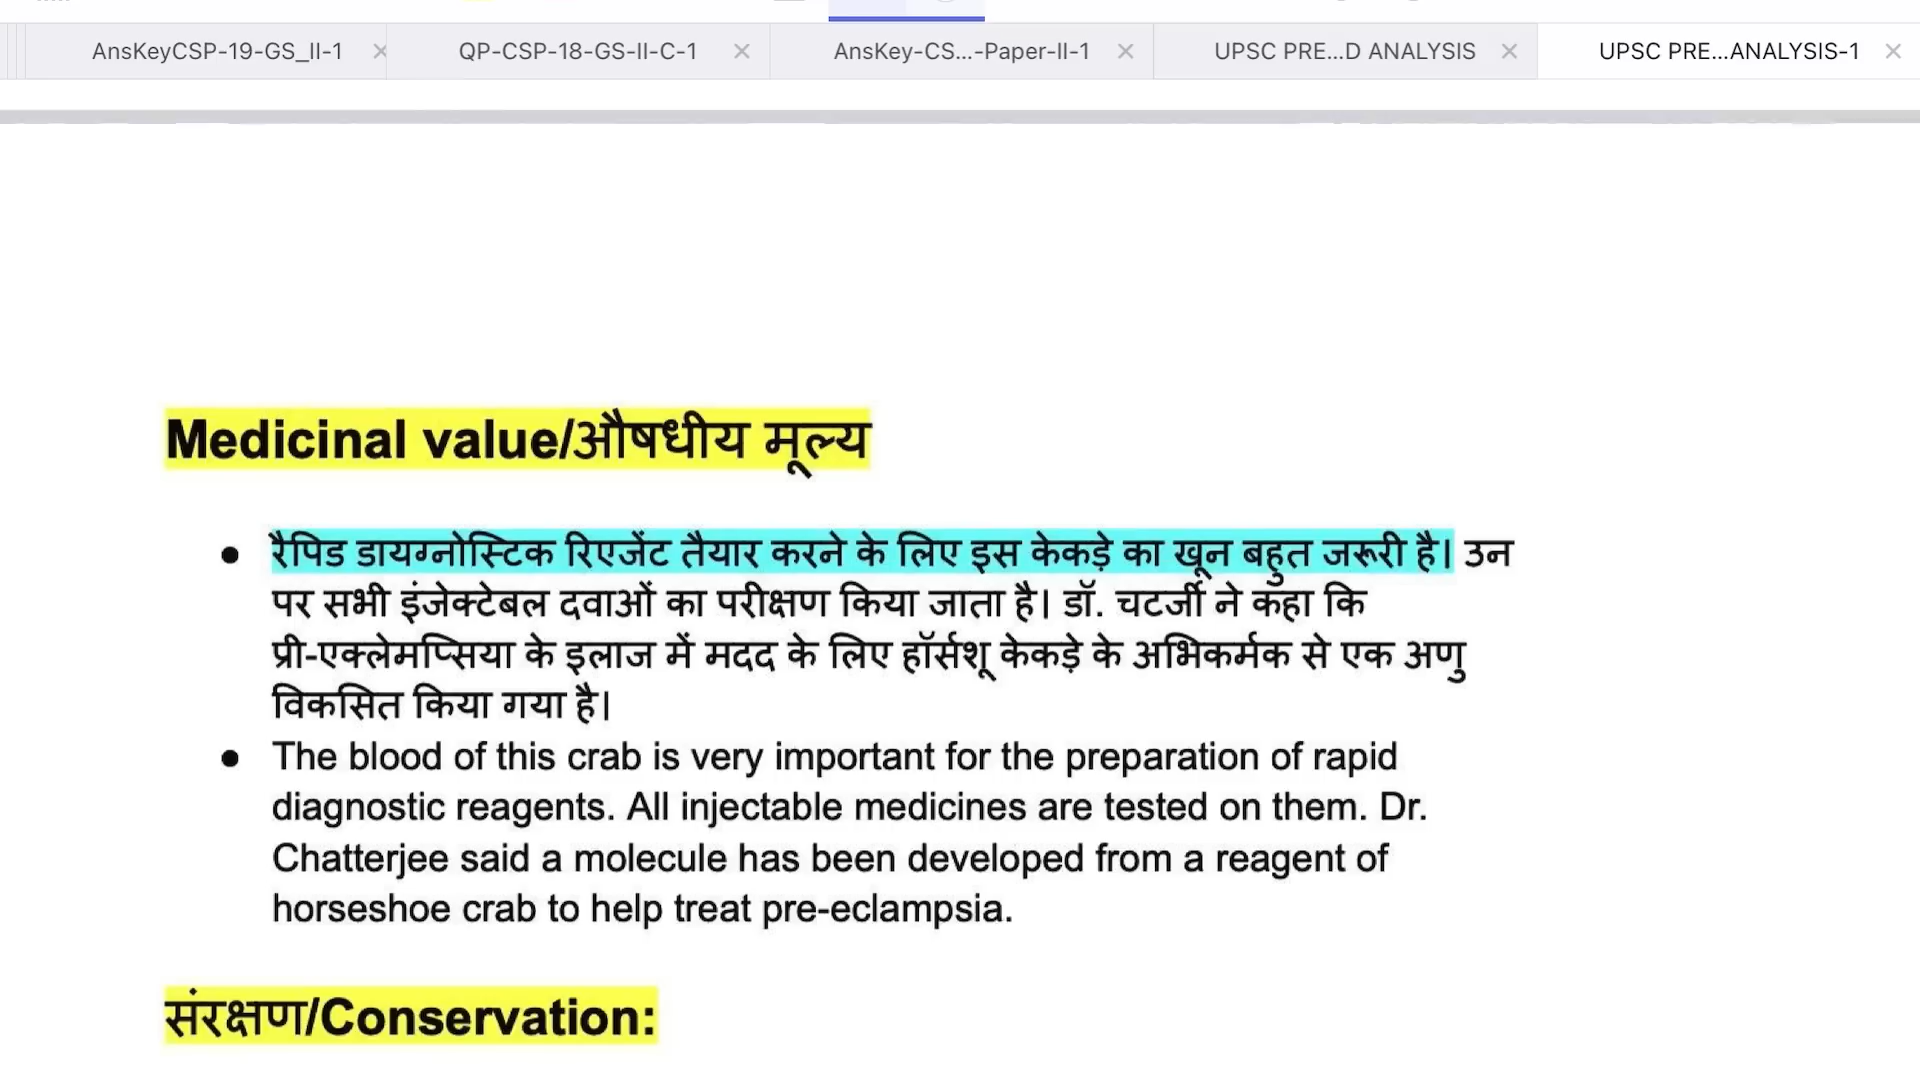 AnsKeyCSP-19-GS_II-1
QP-CSP-18-GS-II-C-1
AnsKey-CS...-Paper-II-1
UPSC PRE...D ANALYSIS
UPSC PRE...ANALYSIS-1
Medicinal value/औषधीय मूल्य
● रैपिड डायग्नोस्टिक रिएजेंट तैयार करने के लिए इस केकड़े का खून बहुत जरूरी है। उन
पर सभी इंजेक्टेबल दवाओं का परीक्षण किया जाता है। डॉ. चटर्जी ने कहा कि
प्री-एक्लेमप्सिया के इलाज में मदद के लिए हॉर्सशू केकड़े के अभिकर्मक से एक अणु
विकसित किया गया है।
● The blood of this crab is very important for the preparation of rapid
diagnostic reagents. All injectable medicines are tested on them. Dr.
Chatterjee said a molecule has been developed from a reagent of
horseshoe crab to help treat pre-eclampsia.
संरक्षण/Conservation: